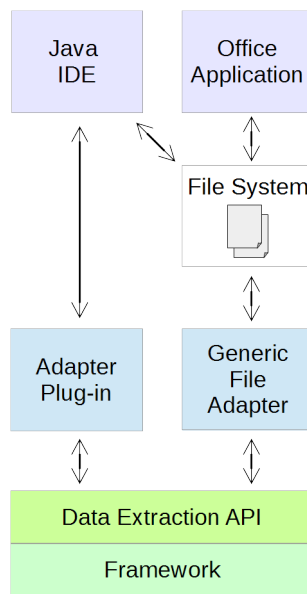 Java
IDE
Office
Application
File System
Adapter
Plug-in
Generic
File
Adapter
Data Extraction API
Framework